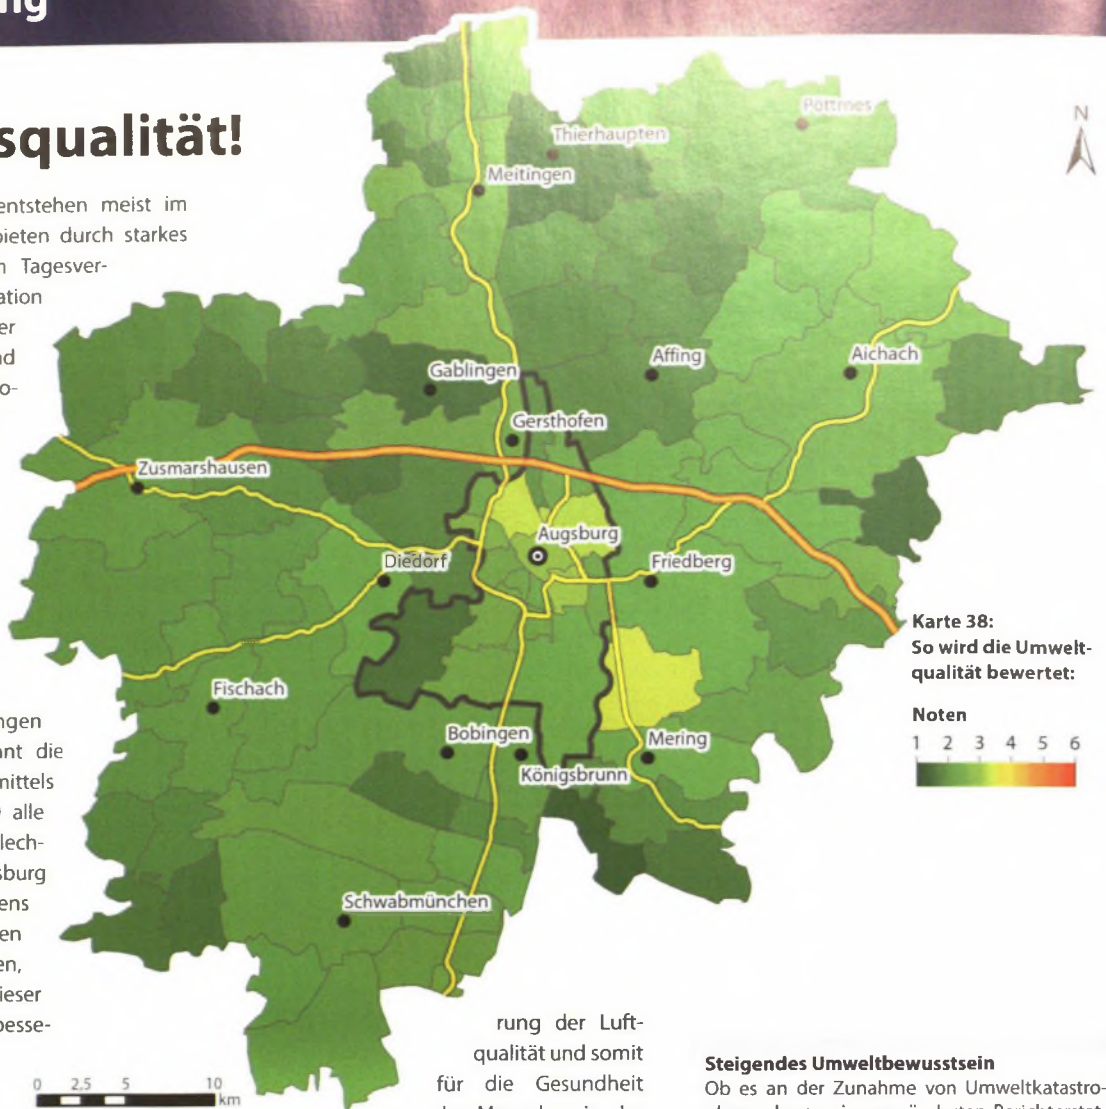 squalität!
entstehen meist im
bieten durch starkes
Tagesver-
ation
er
Pöttmes
Thierhaupten
Meitingen
N
Gablingen
Affing
Aichach
Gersthofen
Zusmarshausen
Augsburg
Diedorf
Friedberg
Fischach
Bobingen
Mering
Königsbrunn
Schwabmünchen
Karte 38:
So wird die Umwelt-
qualität bewertet:
Noten
1 2 3 4 5 6
ngen
nt die
mittels
alle
lech-
sburg
ens
en
en,
ieser
besse-
0 2,5 5 10
km
rung der Luft-
qualität und somit
für die Gesundheit
Steigendes Umweltbewusstsein
Ob es an der Zunahme von Umweltkatastro-